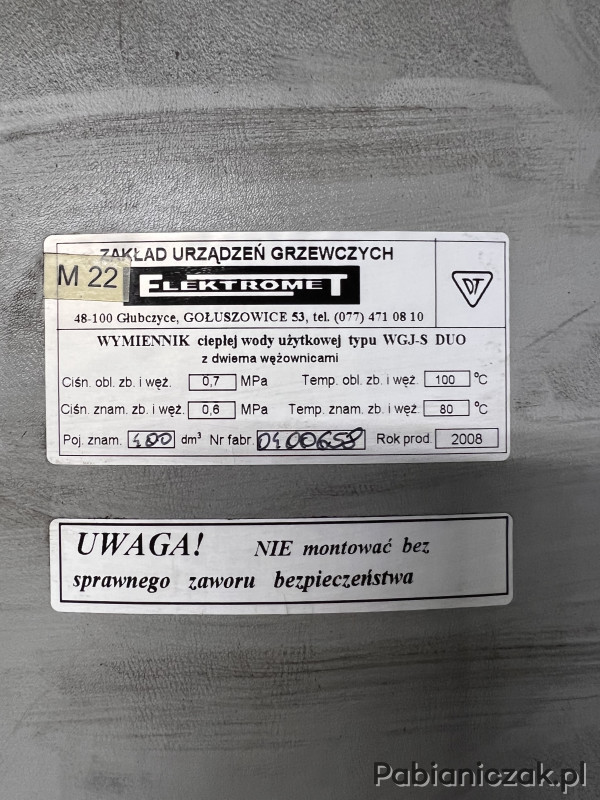 ZAKŁAD URZĄDZEŃ GRZEWCZYCH
M 22
ELEKTROMET
DT
48-100 Głubczyce, GOŁUSZOWICE 53, tel. (077) 471 08 10
WYMIENNIK ciepłej wody użytkowej typu WGJ-S DUO
z dwiema wężownicami
Ciśn. obl. zb. i węż. 0,7 MPa Temp. obl. zb. i węż. 100 °C
Ciśn. znam. zb. i węż. 0,6 MPa Temp. znam. zb. i węż. 80 °C
Poj. znam. 400 dm³ Nr fabr. 0400658 Rok prod. 2008
UWAGA! NIE montować bez
sprawnego zaworu bezpieczeństwa
Pabianiczak.pl